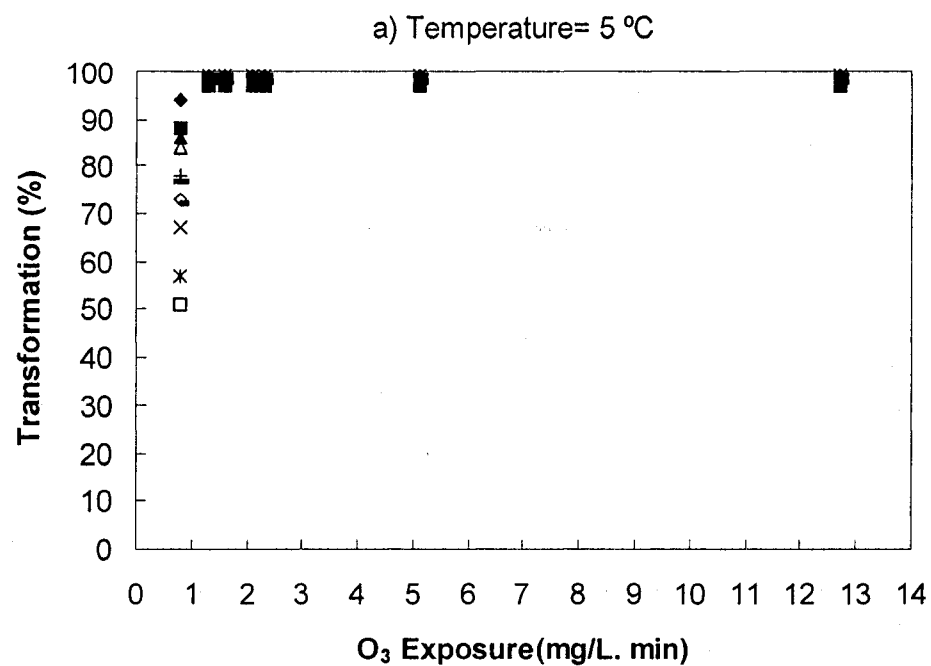 a) Temperature= 5 ºC
Transformation (%)
100
90
80
70
60
50
40
30
20
10
0
0 1 2 3 4 5 6 7 8 9 10 11 12 13 14
O₃ Exposure(mg/L. min)